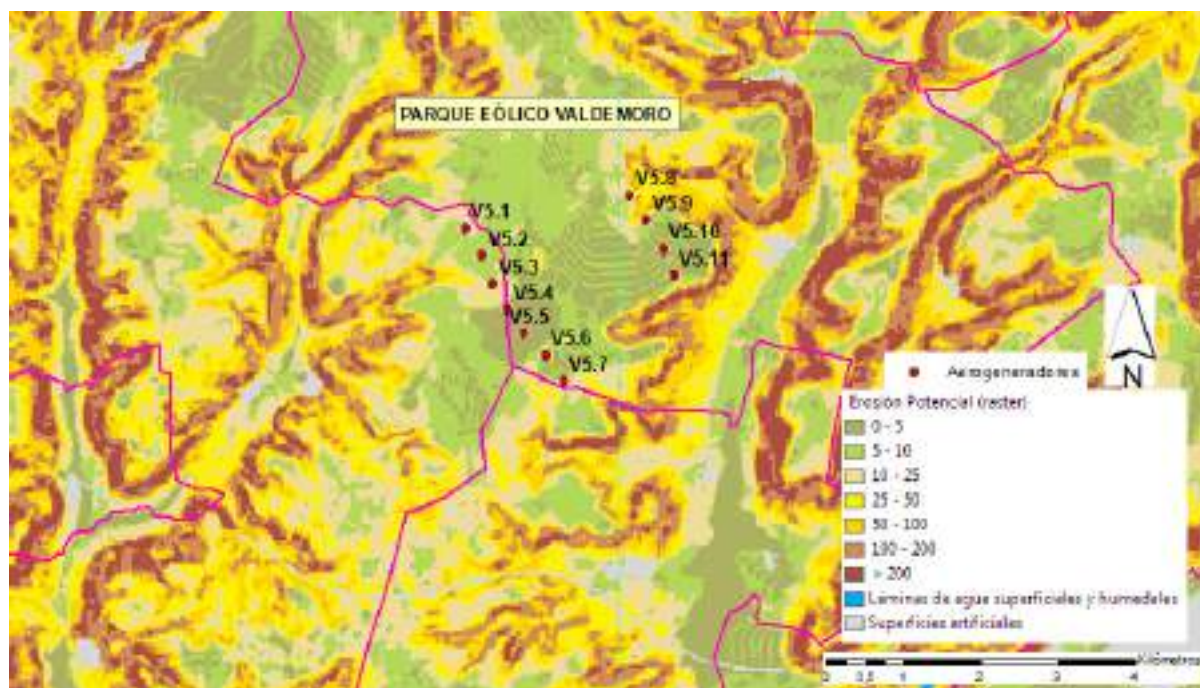 PARQUE EÓLICO VALDEMORO
V5.8
V5.9
V5.1
V5.10
V5.2
V5.11
V5.3
V5.4
V5.5
V5.6
V5.7
N
Aerogeneradores
Erosión Potencial (raster)
0 - 5
5 - 10
10 - 25
25 - 50
50 - 100
100 - 200
> 200
Láminas de agua superficiales y humedales
Superficies artificiales
Kilómetros
0 0,5 1 2 3 4